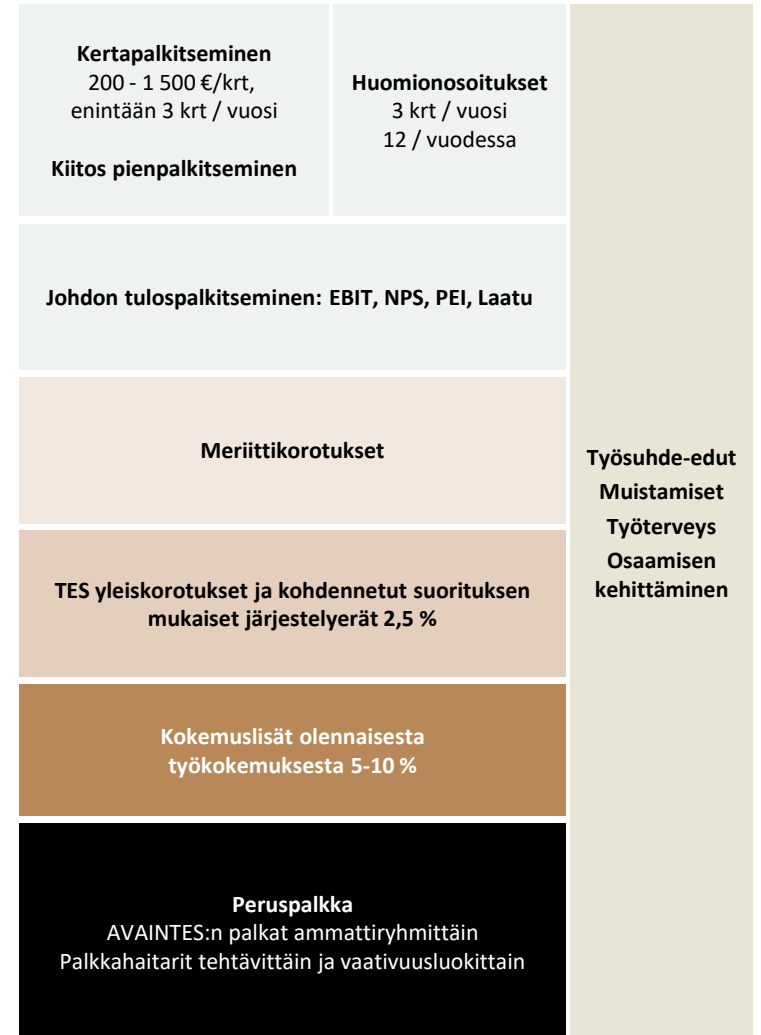 Kertapalkitseminen
200 - 1 500 €/krt,
enintään 3 krt / vuosi
Kiitos pienpalkitseminen
Huomionosoitukset
3 krt / vuosi
12 / vuodessa
Johdon tulospalkitseminen: EBIT, NPS, PEI, Laatu
Meriittikorotukset
TES yleiskorotukset ja kohdennetut suorituksen
mukaiset järjestelyerät 2,5 %
Kokemuslisät olennaisesta
työkokemuksesta 5-10 %
Peruspalkka
AVAINTES:n palkat ammattiryhmittäin
Palkkahaitarit tehtävittäin ja vaativuusluokittain
Työsuhde-edut
Muistamiset
Työterveys
Osaamisen
kehittäminen